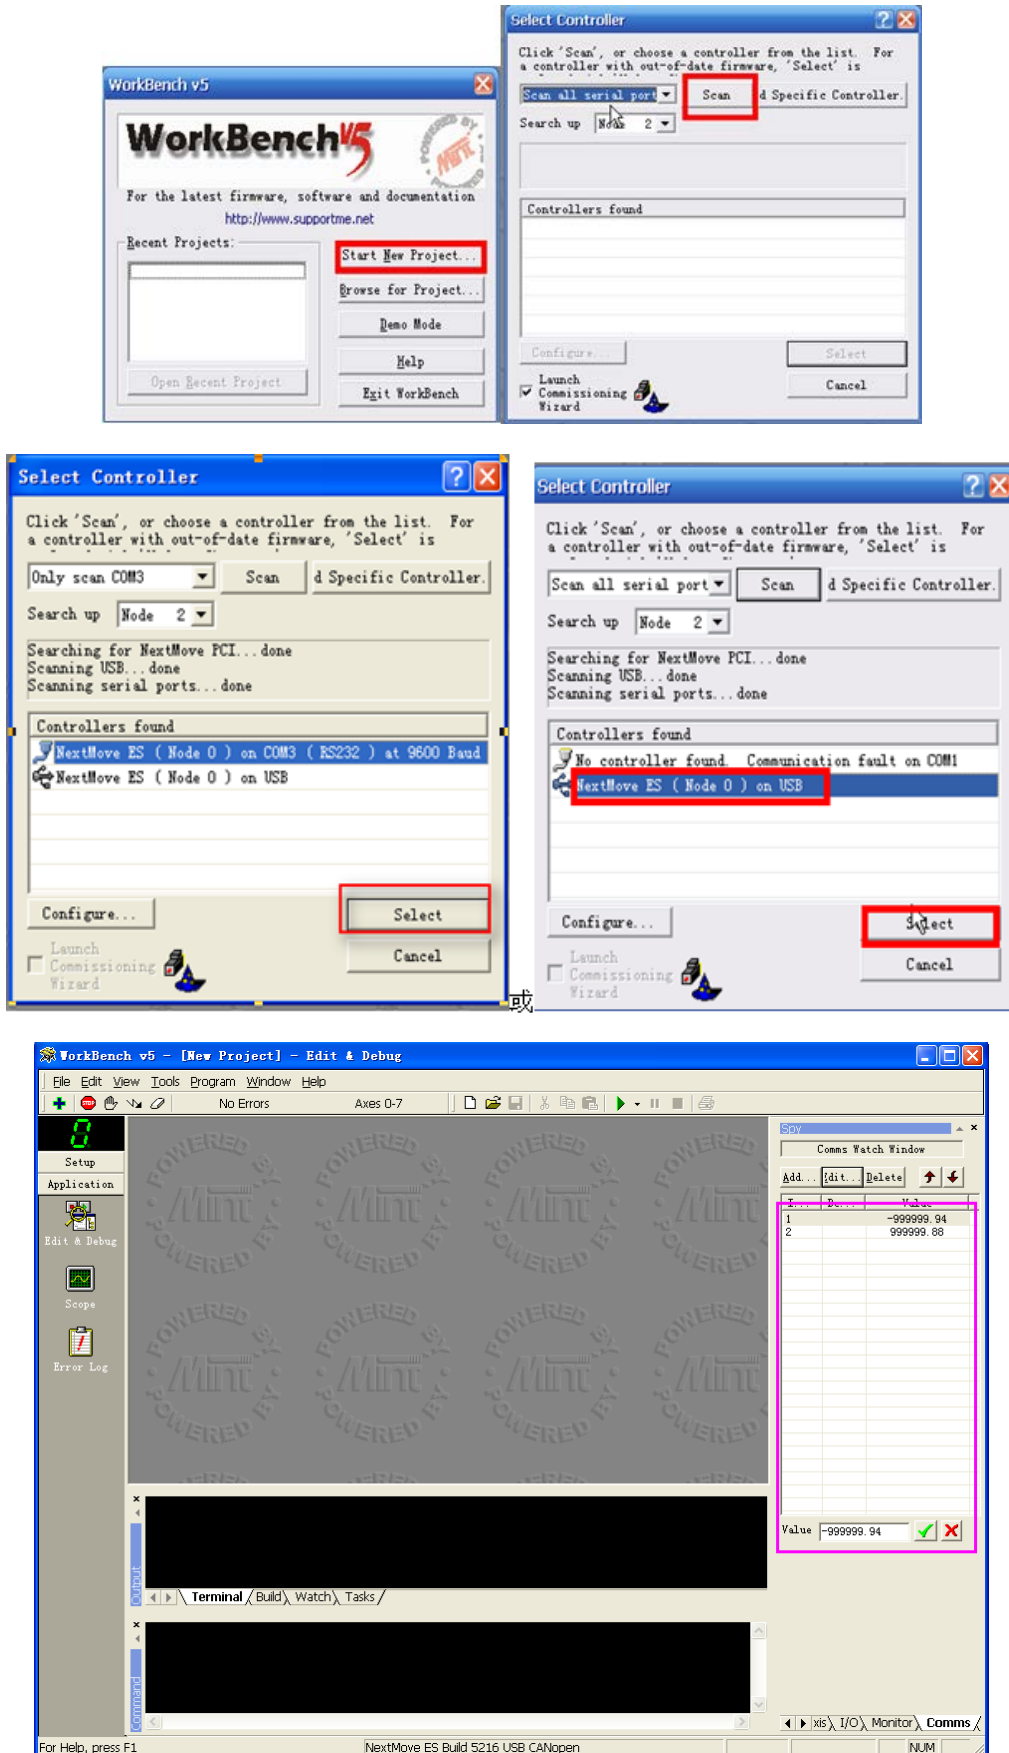 WorkBench v5
WorkBench v5
POWERED BY Mint
For the latest firmware, software and documentation
http://www.supportme.net
Recent Projects:
Start New Project...
Browse for Project...
Demo Mode
Help
Open Recent Project
Exit WorkBench
Select Controller
Click 'Scan', or choose a controller from the list. For
a controller with out-of-date firmware, 'Select' is
Scan all serial port
Scan
d Specific Controller.
Search up
Node 2
Controllers found
Configure...
Select
Launch
Commissioning
Wizard
Cancel
Select Controller
Click 'Scan', or choose a controller from the list. For
a controller with out-of-date firmware, 'Select' is
Only scan COM3
Scan
d Specific Controller.
Search up
Node 2
Searching for NextMove PCI...done
Scanning USB...done
Scanning serial ports...done
Controllers found
NextMove ES ( Node 0 ) on COM3 ( RS232 ) at 9600 Baud
NextMove ES ( Node 0 ) on USB
Configure...
Select
Launch
Commissioning
Wizard
Cancel
或
Select Controller
Click 'Scan', or choose a controller from the list. For
a controller with out-of-date firmware, 'Select' is
Scan all serial port
Scan
d Specific Controller.
Search up
Node 2
Searching for NextMove PCI...done
Scanning USB...done
Scanning serial ports...done
Controllers found
No controller found. Communication fault on COM1
NextMove ES ( Node 0 ) on USB
Configure...
Select
Launch
Commissioning
Wizard
Cancel
WorkBench v5 - [New Project] - Edit & Debug
File Edit View Tools Program Window Help
STOP
No Errors
Axes 0-7
8
Setup
Application
Edit & Debug
Scope
Error Log
POWERED BY Mint POWERED
Spy
Comms Watch Window
Add... Edit... Delete
I... De... Value
1 -999999.94
2 999999.88
Value -999999.94
Output
Terminal Build Watch Tasks
Command
xis I/O Monitor Comms
For Help, press F1
NextMove ES Build 5216 USB CANopen
NUM